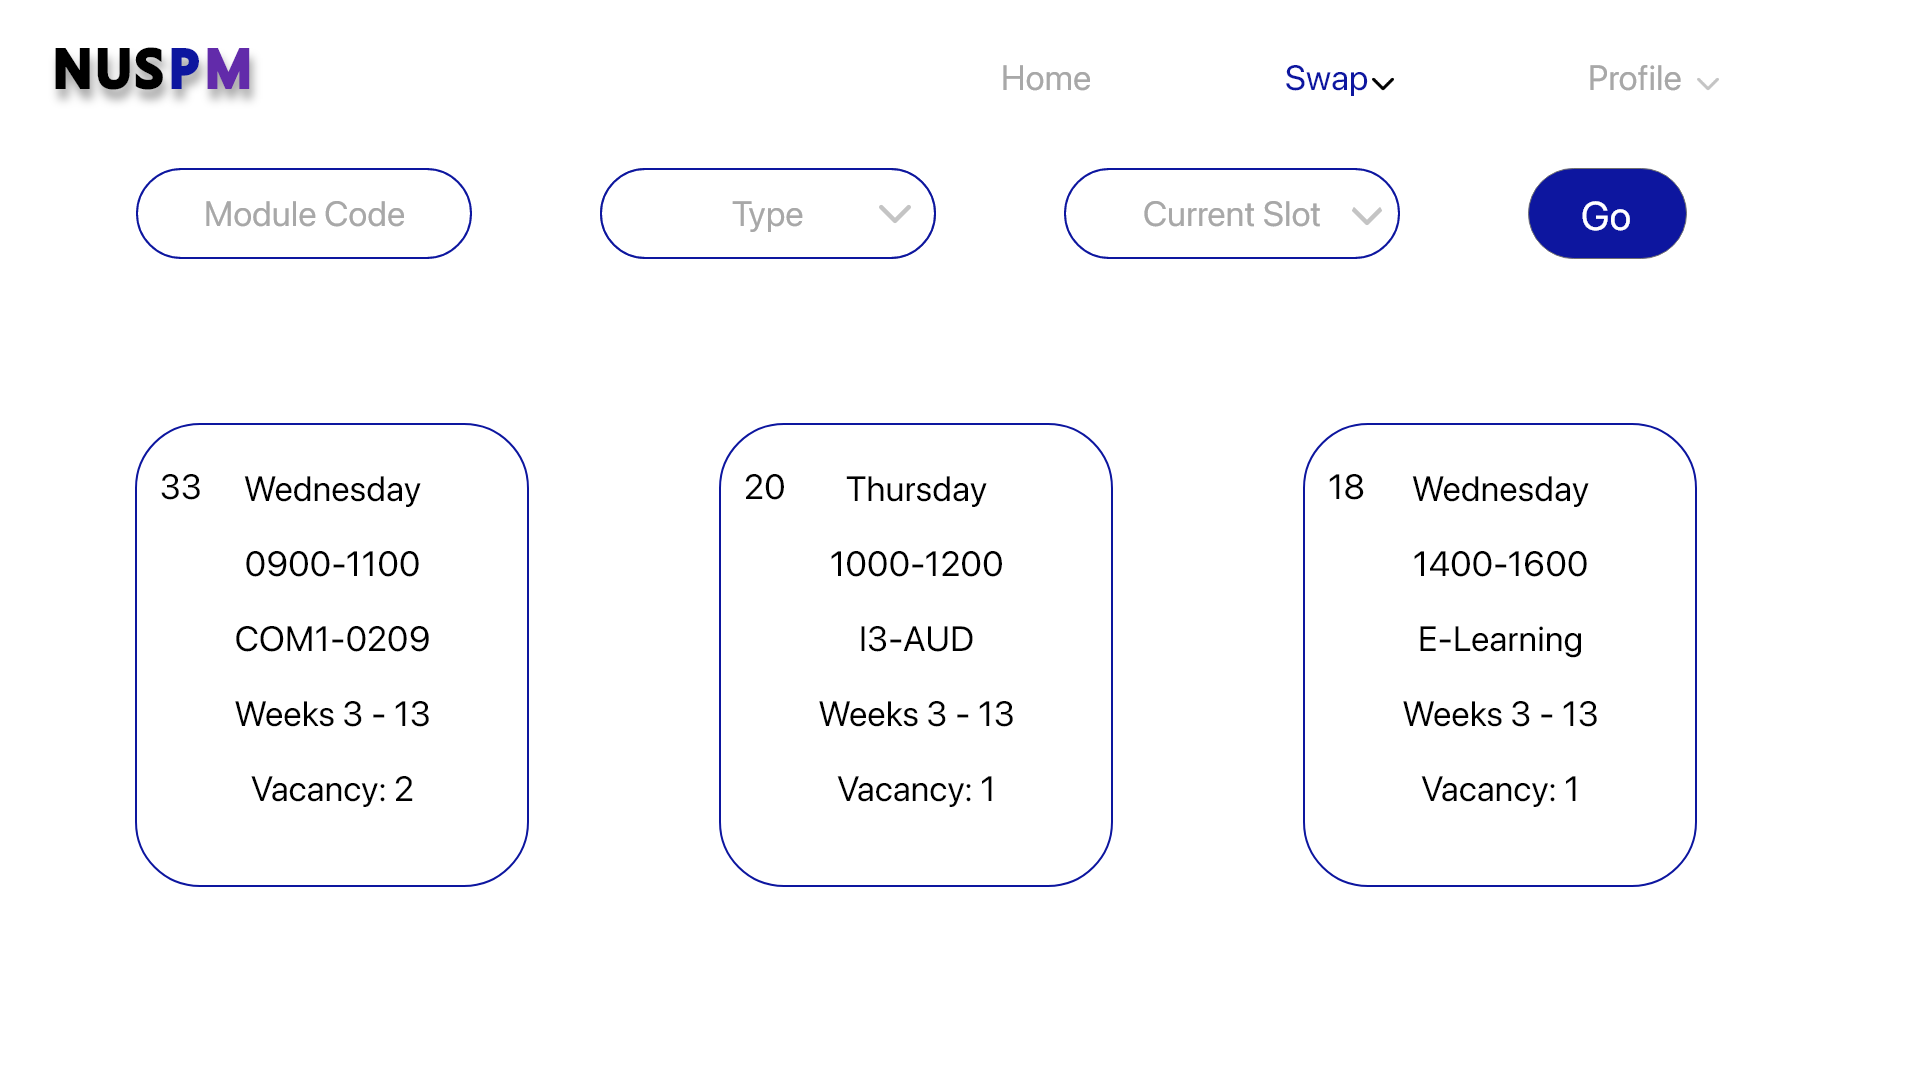 NUSPM
Home
Swap
Profile
Module Code
Type
Current Slot
Go
33
Wednesday
0900-1100
COM1-0209
Weeks 3 - 13
Vacancy: 2
20
Thursday
1000-1200
I3-AUD
Weeks 3 - 13
Vacancy: 1
18
Wednesday
1400-1600
E-Learning
Weeks 3 - 13
Vacancy: 1